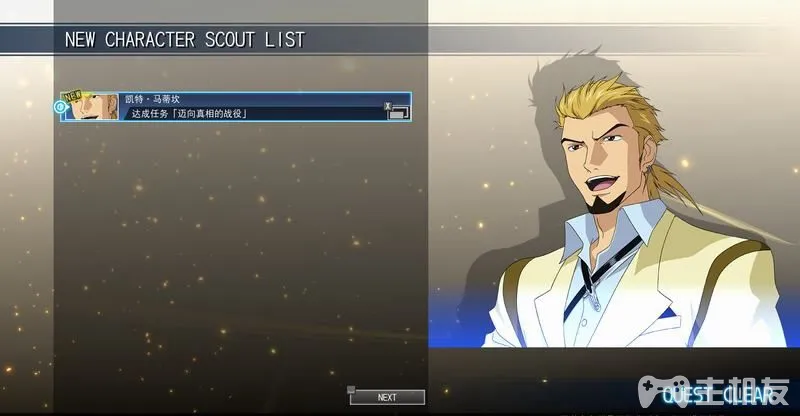 NEW CHARACTER SCOUT LIST
NEW
凯特·马蒂坎
达成任务「迈向真相的战役」
X
NEXT
QUEST CLEAR
主机友